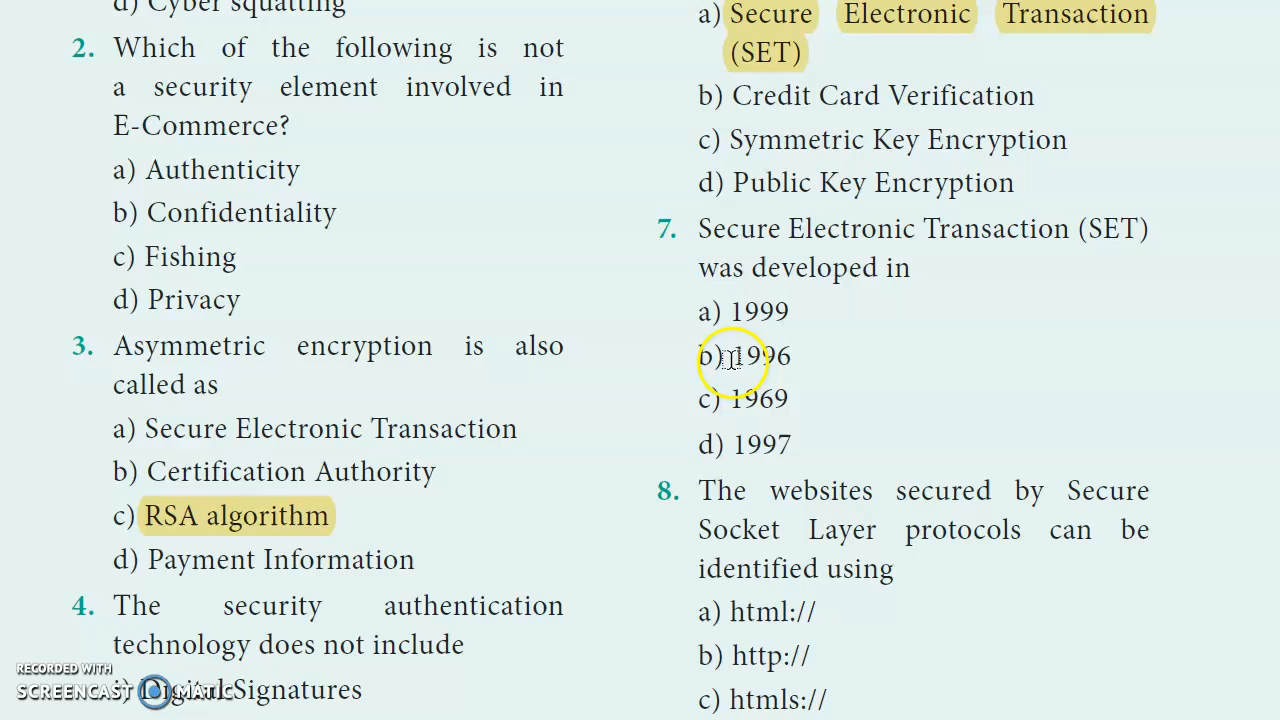 d) Cyber squatting
2. Which of the following is not
a security element involved in
E-Commerce?
a) Authenticity
b) Confidentiality
c) Fishing
d) Privacy
3. Asymmetric encryption is also
called as
a) Secure Electronic Transaction
b) Certification Authority
c) RSA algorithm
d) Payment Information
4. The security authentication
technology does not include
i) Digital Signatures
a) Secure Electronic Transaction
(SET)
b) Credit Card Verification
c) Symmetric Key Encryption
d) Public Key Encryption
7. Secure Electronic Transaction (SET)
was developed in
a) 1999
b) 1996
c) 1969
d) 1997
8. The websites secured by Secure
Socket Layer protocols can be
identified using
a) html://
b) http://
c) htmls://
RECORDED WITH
SCREENCAST MATIC